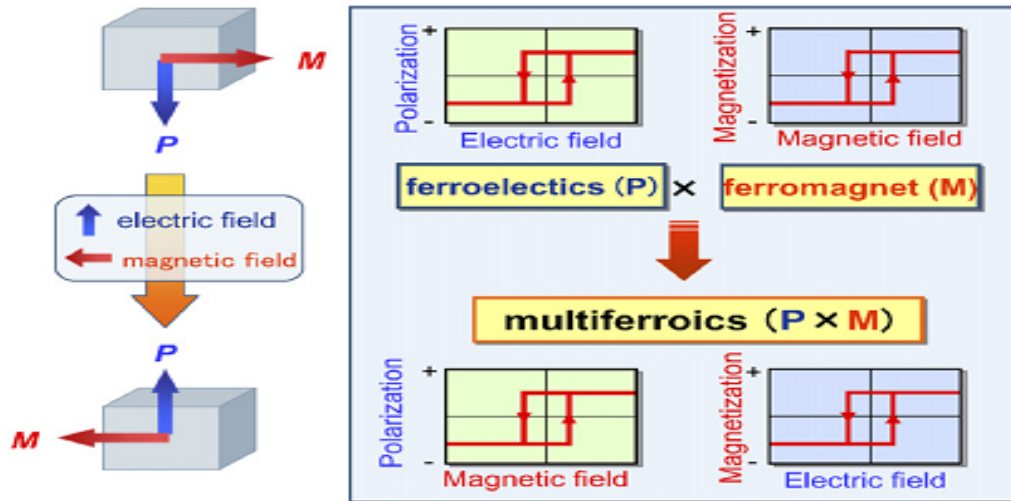 M
P
electric field
magnetic field
P
M
+
Polarization
-
Electric field
+
Magnetization
-
Magnetic field
ferroelectics (P) × ferromagnet (M)
multiferroics (P × M)
+
Polarization
-
Magnetic field
+
Magnetization
-
Electric field